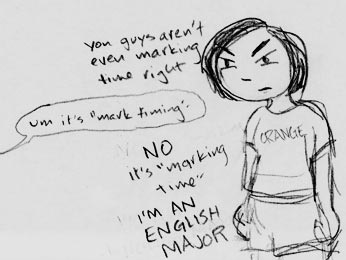 you guys aren't
even marking
time right
um it's "mark timing"
ORANGE
NO
it's "marking
time"
I'M AN
ENGLISH
MAJOR